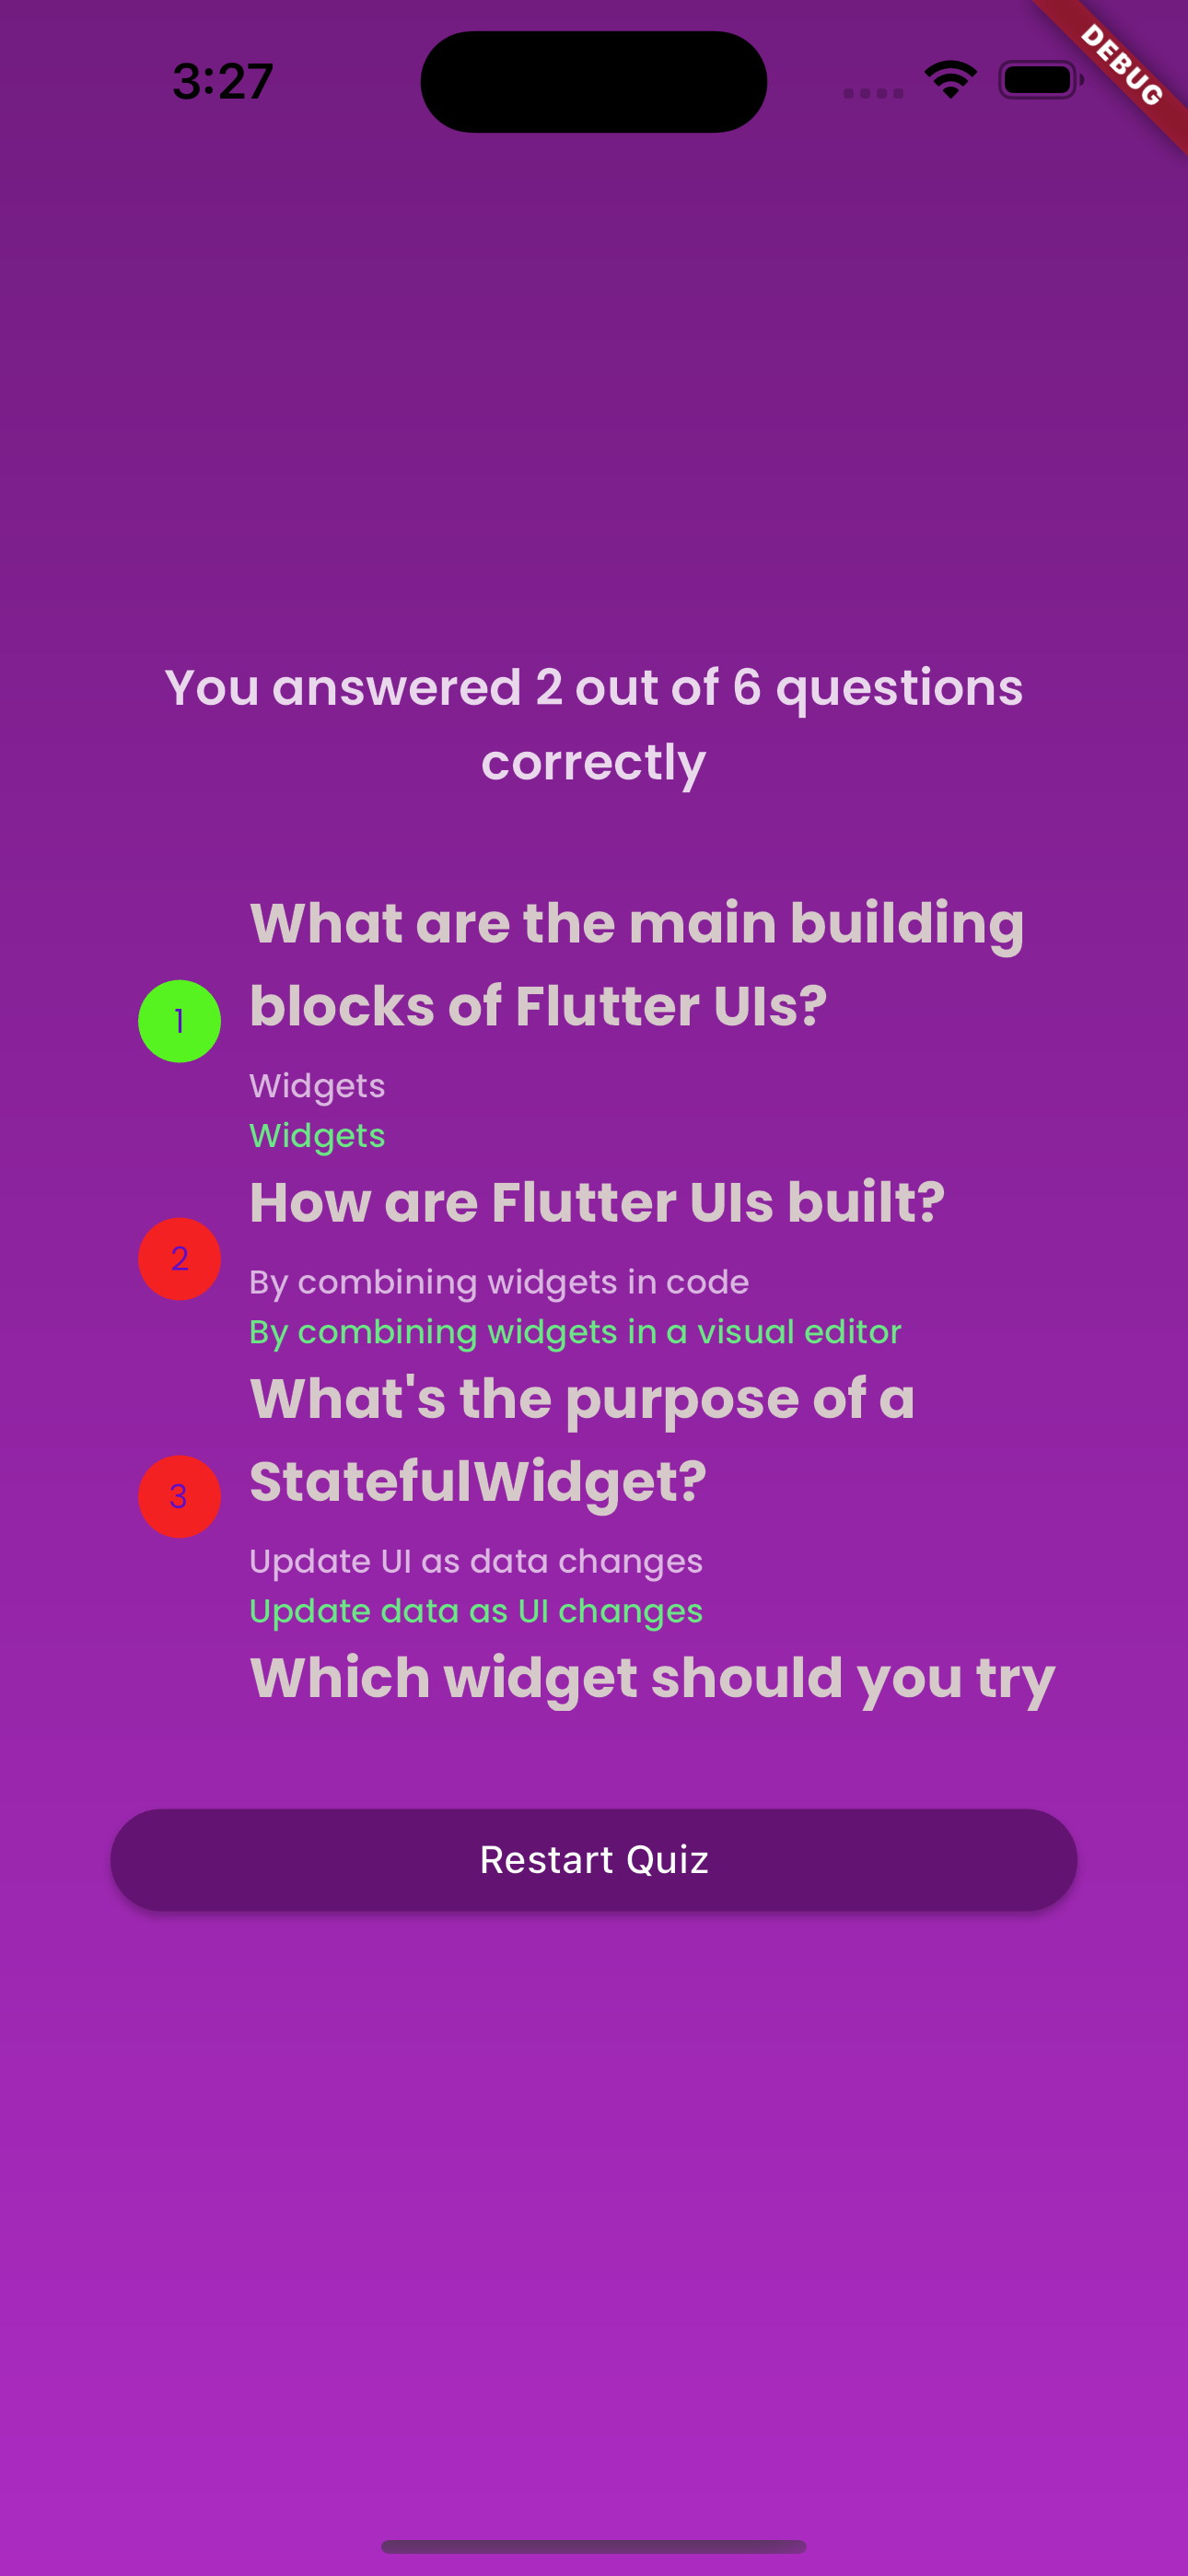 3:27
DEBUG
You answered 2 out of 6 questions
correctly
What are the main building
blocks of Flutter UIs?
1
Widgets
Widgets
How are Flutter UIs built?
2
By combining widgets in code
By combining widgets in a visual editor
What's the purpose of a
StatefulWidget?
3
Update UI as data changes
Update data as UI changes
Which widget should you try
Restart Quiz